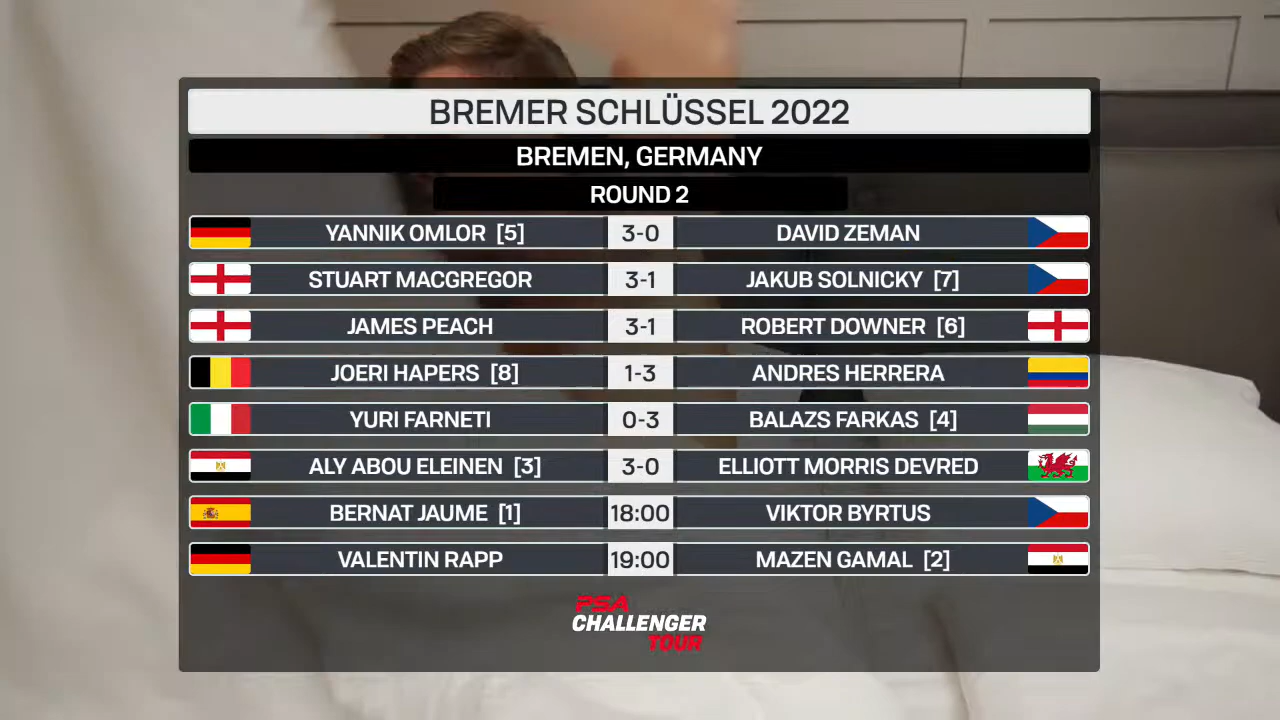 BREMER SCHLÜSSEL 2022
BREMEN, GERMANY
ROUND 2
YANNIK OMLOR [5] 3-0 DAVID ZEMAN
STUART MACGREGOR 3-1 JAKUB SOLNICKY [7]
JAMES PEACH 3-1 ROBERT DOWNER [6]
JOERI HAPERS [8] 1-3 ANDRES HERRERA
YURI FARNETI 0-3 BALAZS FARKAS [4]
ALY ABOU ELEINEN [3] 3-0 ELLIOTT MORRIS DEVRED
BERNAT JAUME [1] 18:00 VIKTOR BYRTUS
VALENTIN RAPP 19:00 MAZEN GAMAL [2]
PSA
CHALLENGER
TOUR